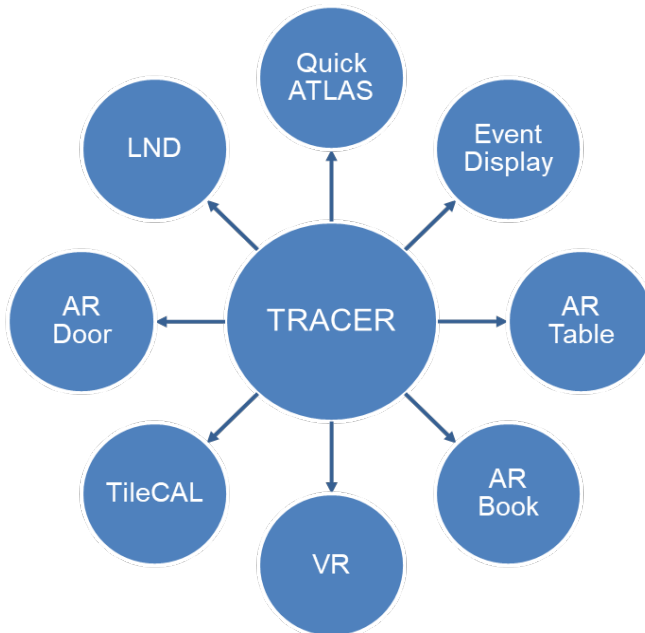 Quick
ATLAS
LND
Event
Display
AR
Door
TRACER
AR
Table
TileCAL
AR
Book
VR